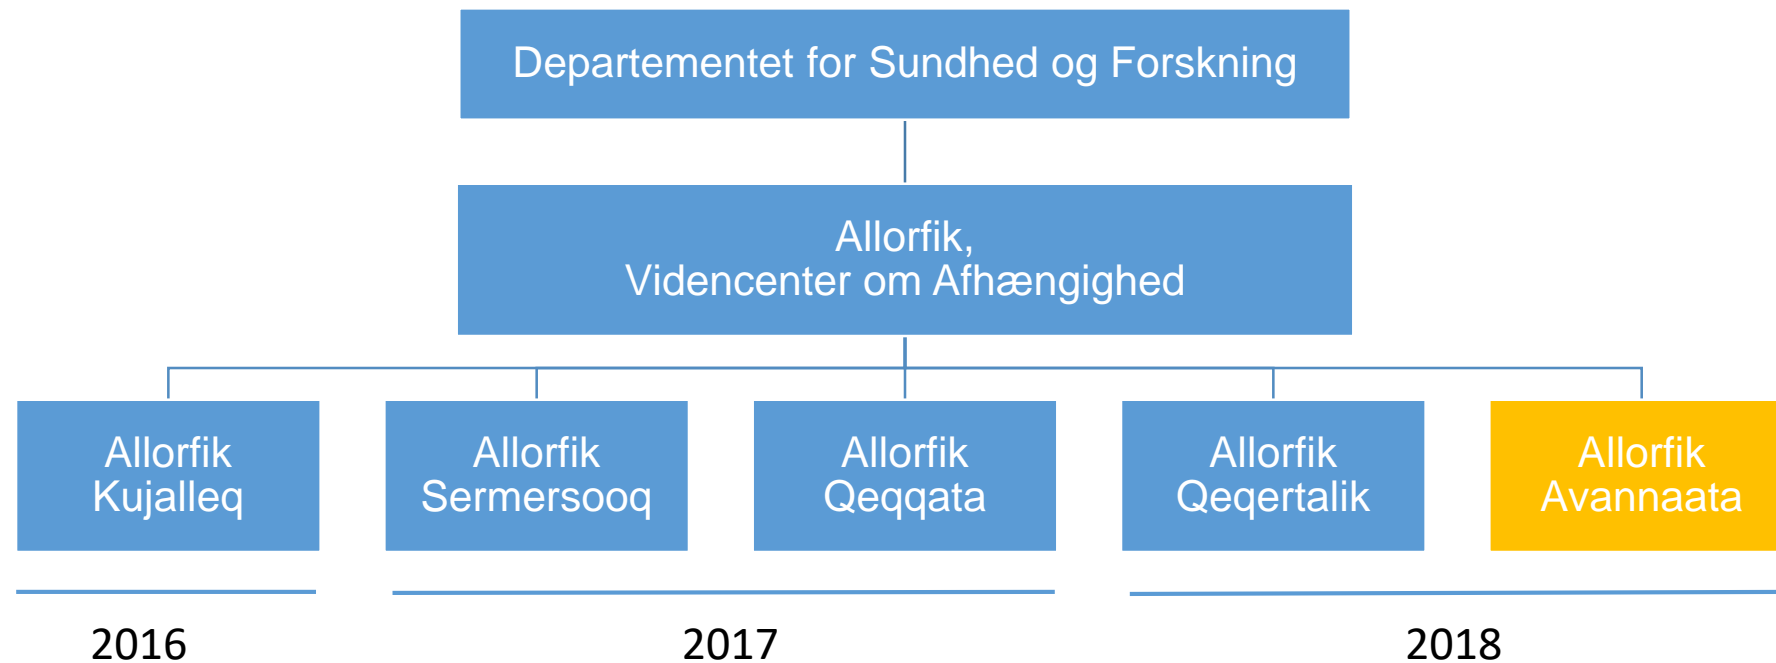 Departementet for Sundhed og Forskning
Allorfik,
Videncenter om Afhængighed
Allorfik
Kujalleq
Allorfik
Sermersooq
Allorfik
Qeqqata
Allorfik
Qeqertalik
Allorfik
Avannaata
2016
2017
2018